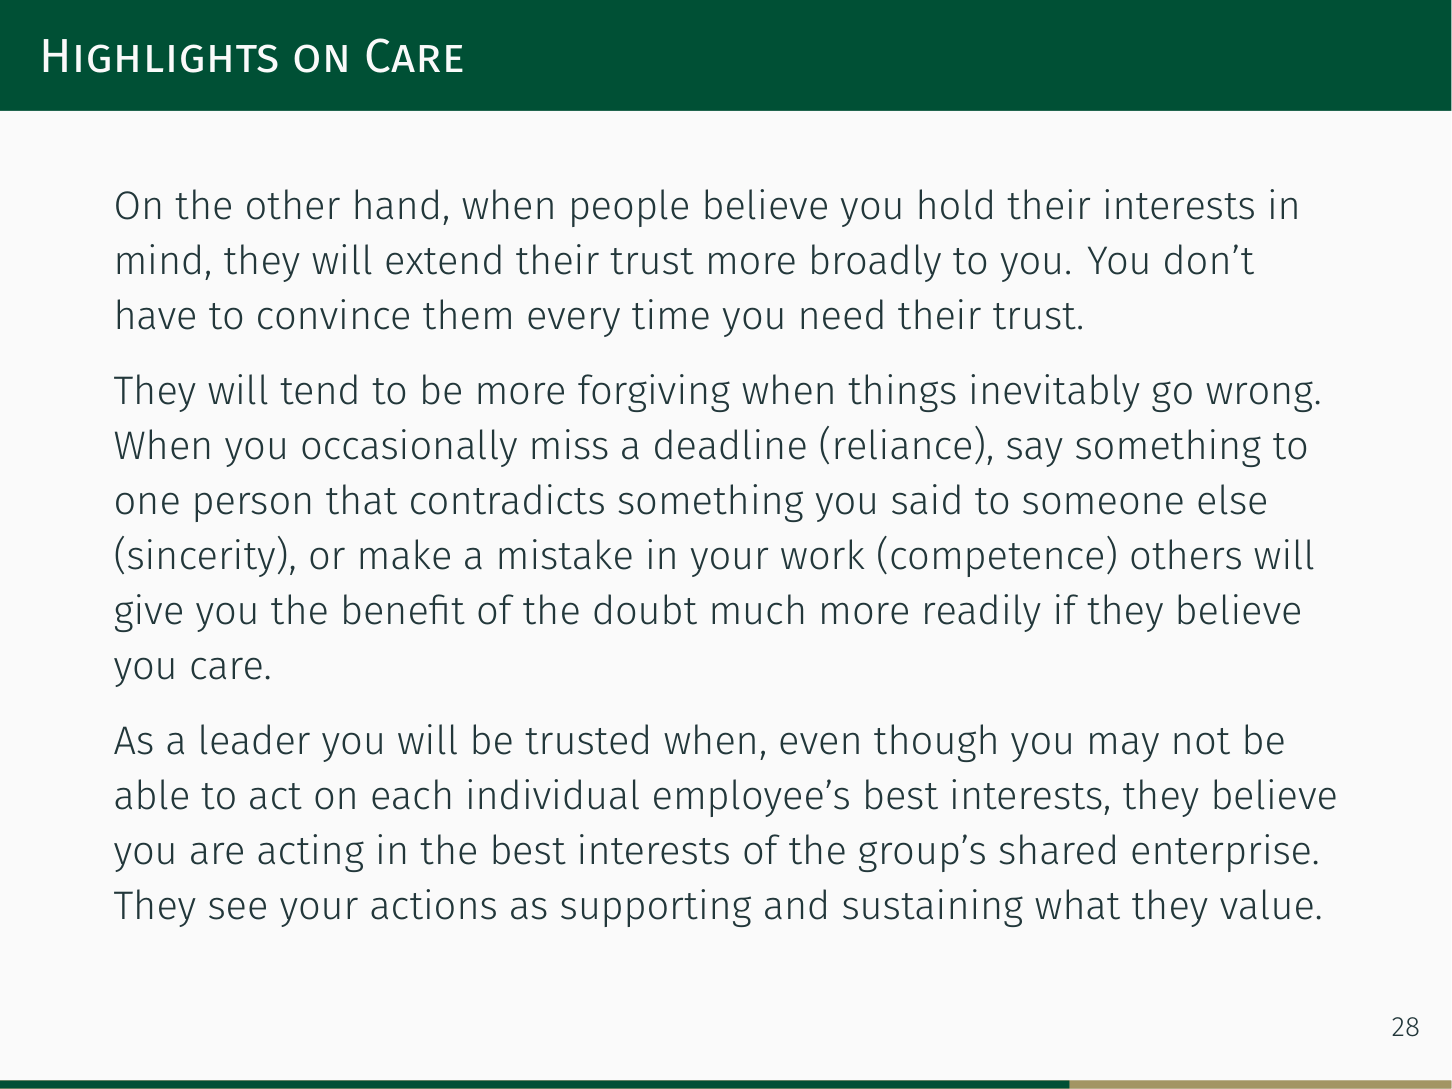 Highlights on Care
On the other hand, when people believe you hold their interests in
mind, they will extend their trust more broadly to you. You don’t
have to convince them every time you need their trust.
They will tend to be more forgiving when things inevitably go wrong.
When you occasionally miss a deadline (reliance), say something to
one person that contradicts something you said to someone else
(sincerity), or make a mistake in your work (competence) others will
give you the benefit of the doubt much more readily if they believe
you care.
As a leader you will be trusted when, even though you may not be
able to act on each individual employee’s best interests, they believe
you are acting in the best interests of the group’s shared enterprise.
They see your actions as supporting and sustaining what they value.
28